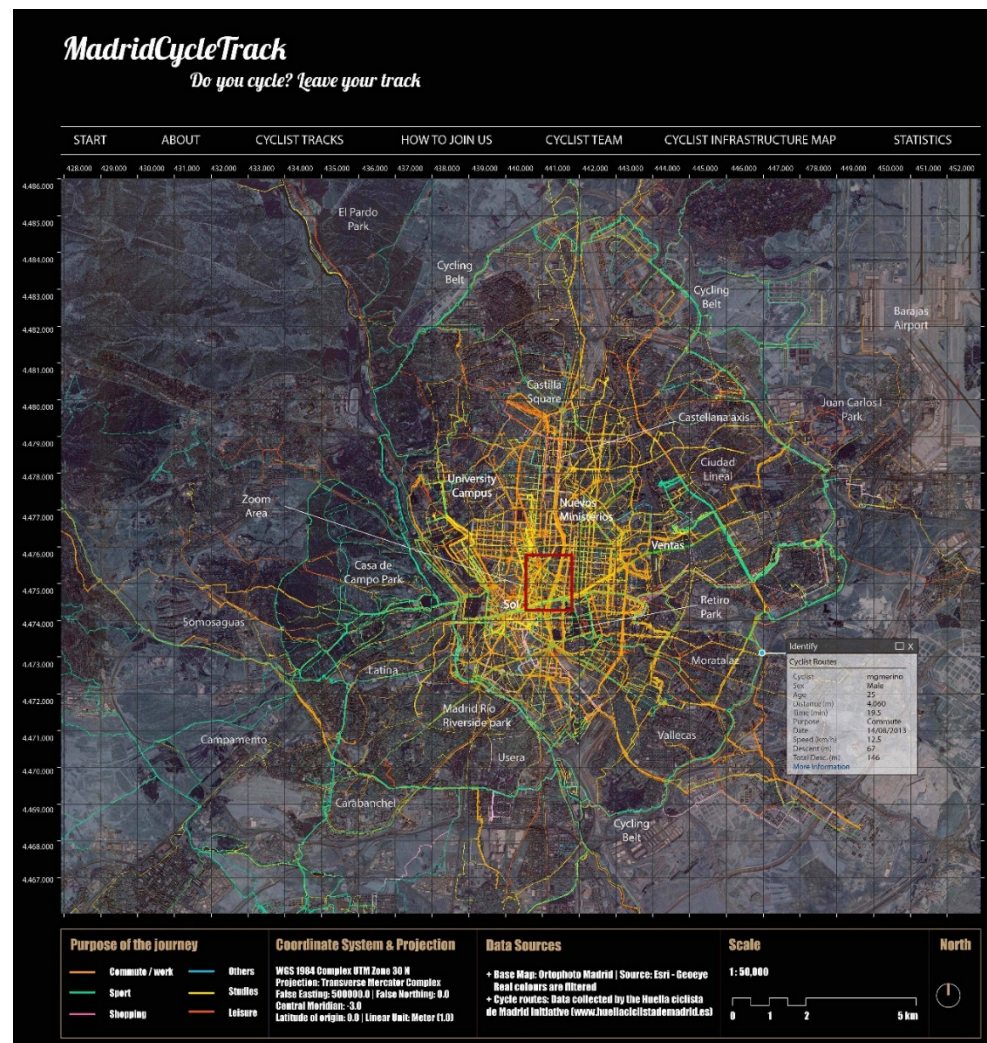 MadridCycleTrack
Do you cycle? Leave your track
START ABOUT CYCLIST TRACKS HOW TO JOIN US CYCLIST TEAM CYCLIST INFRASTRUCTURE MAP STATISTICS
428.000 429.000 430.000 431.000 432.000 433.000 434.000 435.000 436.000 437.000 438.000 439.000 440.000 441.000 442.000 443.000 444.000 445.000 446.000 447.000 478.000 449.000 450.000 451.000 452.000
4.486.000
4.485.000
4.484.000
4.483.000
4.482.000
4.481.000
4.480.000
4.479.000
4.478.000
4.477.000
4.476.000
4.475.000
4.474.000
4.473.000
4.472.000
4.471.000
4.470.000
4.469.000
4.468.000
4.467.000
El Pardo
Park
Cycling
Belt
Cycling
Belt
Barajas
Airport
Castilla
Square
Juan Carlos I
Park
Castellana axis
Ciudad
Lineal
University
Campus
Zoom
Area
Nuevos
Ministerios
Ventas
Casa de
Campo Park
Sol
Retiro
Park
Somosaguas
Latina
Moratalaz
Madrid Río
Riverside park
Campamento
Usera
Vallecas
Carabanchel
Cycling
Belt
Identify X
Cyclist Routes
Cyclist mgmerino
Sex Male
Age 25
Distance (m) 4,060
Time (min) 19.5
Purpose Commute
Date 14/08/2013
Speed (km/h) 12.5
Descent (m) 67
Total Desc. (m) 146
More Information
Purpose of the journey
Commute / work Others
Sport Studies
Shopping Leisure
Coordinate System & Projection
WGS 1984 Complex UTM Zone 30 N
Projection: Transverse Mercator Complex
False Easting: 500000.0 | False Northing: 0.0
Central Meridian: -3.0
Latitude of origin: 0.0 | Linear Unit: Meter (1.0)
Data Sources
+ Base Map: Ortophoto Madrid | Source: Esri - Geoeye
Real colours are filtered
+ Cycle routes: Data collected by the Huella ciclista
de Madrid Initiative (www.huellaciclistademadrid.es)
Scale
1: 50,000
0 1 2 5 km
North